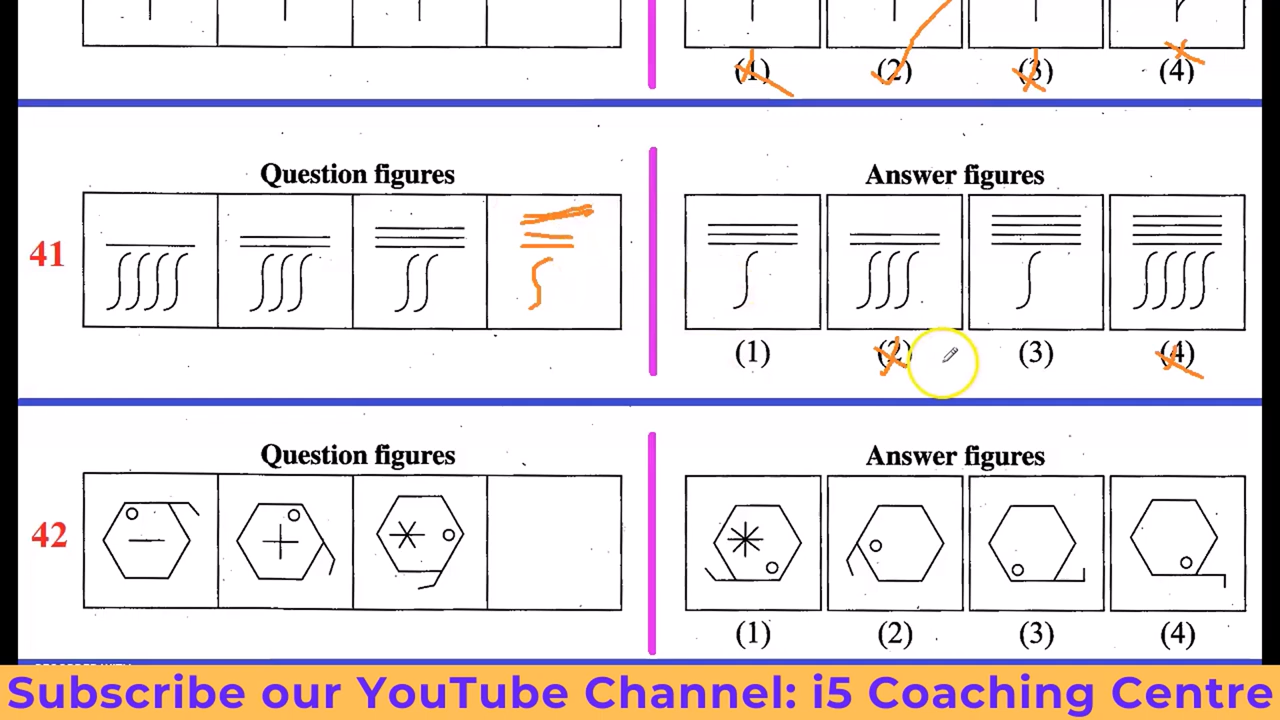 (1) (2) (3) (4)
Question figures Answer figures
41
(1) (2) (3) (4)
Question figures Answer figures
42
(1) (2) (3) (4)
Subscribe our YouTube Channel: i5 Coaching Centre